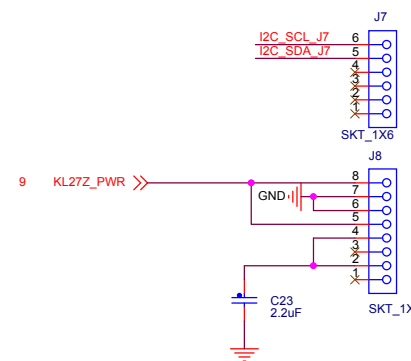 J7
I2C_SCL_J7 6
I2C_SDA_J7 5
4
3
2
1
SKT_1X6
J8
9 KL27Z_PWR 8
GND 7
6
5
4
3
2
1
C23
2.2uF
SKT_1X